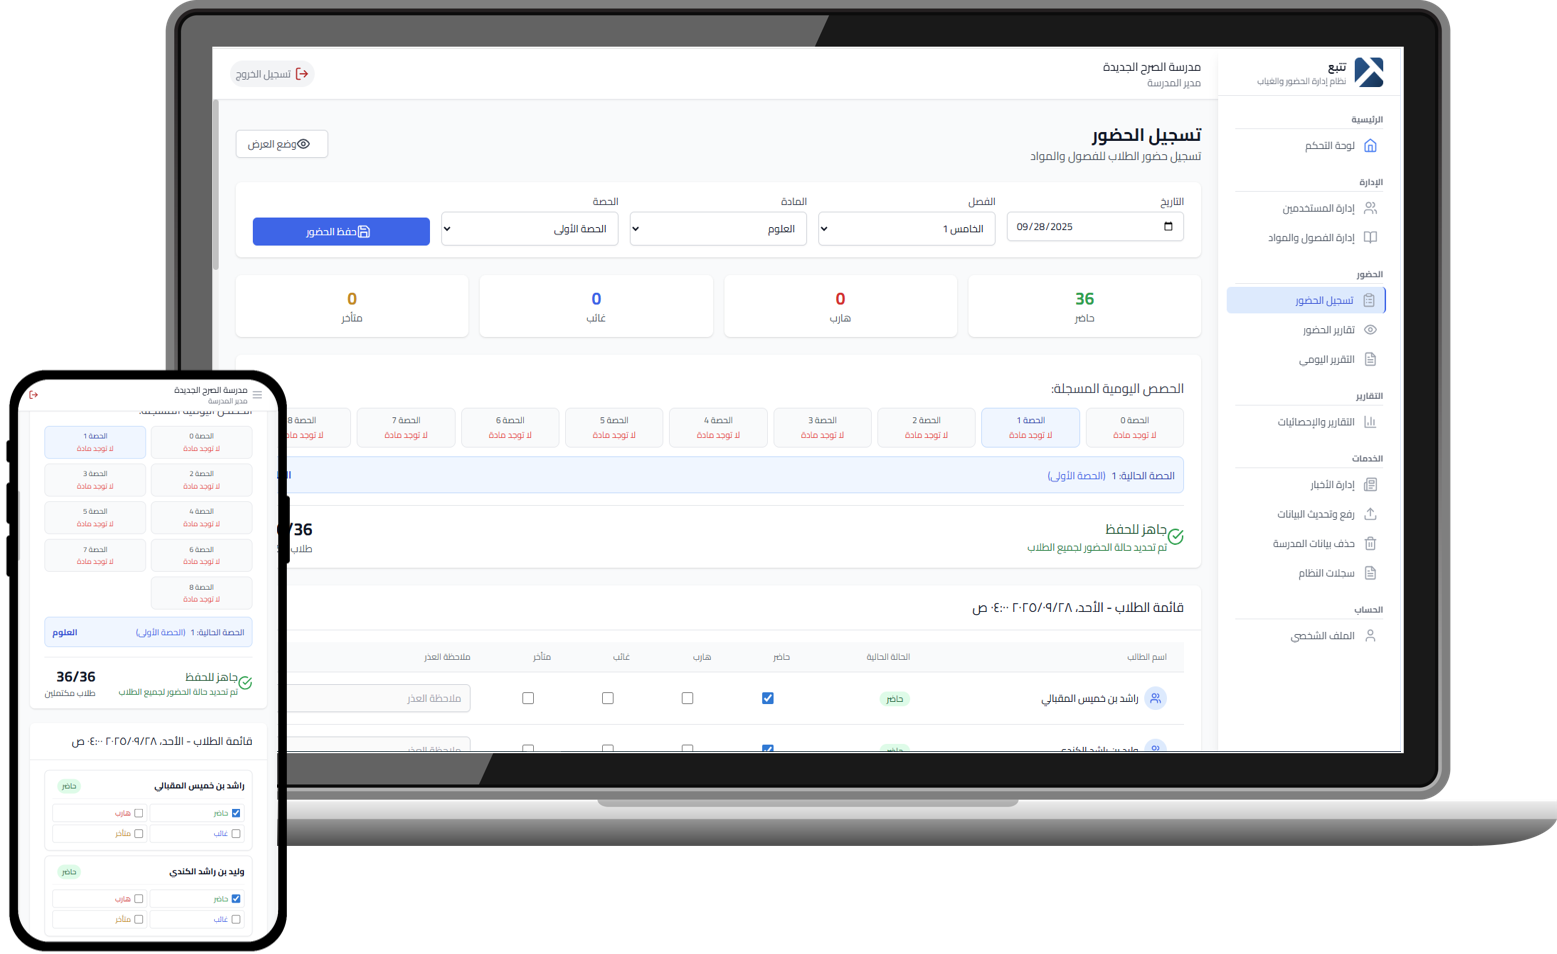 تتبع
نظام إدارة الحضور والغياب
مدرسة الصرح الجديدة
مدير المدرسة
تسجيل الخروج
الرئيسية
لوحة التحكم
الإدارة
إدارة المستخدمين
إدارة الفصول والمواد
الحضور
تسجيل الحضور
تقارير الحضور
التقرير اليومي
التقارير
التقارير والإحصائيات
الخدمات
إدارة الأخبار
رفع وتحديث البيانات
حذف بيانات المدرسة
سجلات النظام
الحساب
الملف الشخصي
تسجيل الحضور
تسجيل حضور الطلاب للفصول والمواد
وضع العرض
التاريخ
الفصل
المادة
الحصة
09/28/2025
الخامس 1
العلوم
الحصة الأولى
حفظ الحضور
36
حاضر
0
هارب
0
غائب
0
متأخر
الحصص اليومية المسجلة:
الحصة 0
لا توجد مادة
الحصة 1
لا توجد مادة
الحصة 2
لا توجد مادة
الحصة 3
لا توجد مادة
الحصة 4
لا توجد مادة
الحصة 5
لا توجد مادة
الحصة 6
لا توجد مادة
الحصة 7
لا توجد مادة
الحصة 8
لا توجد مادة
الحصة الحالية: 1 (الحصة الأولى)
جاهز للحفظ
تم تحديد حالة الحضور لجميع الطلاب
/36
طلاب
قائمة الطلاب - الأحد، ٢٠٢٥/٠٩/٢٨ ٠٤:٠٠ ص
اسم الطالب
الحالة الحالية
حاضر
هارب
غائب
متأخر
ملاحظة العذر
راشد بن خميس المقبالي
حاضر
ملاحظة العذر
وليد بن راشد الكندي
حاضر
ملاحظة العذر
مدرسة الصرح الجديدة
مدير المدرسة
الحصص اليومية المسجلة:
الحصة 0
لا توجد مادة
الحصة 1
لا توجد مادة
الحصة 2
لا توجد مادة
الحصة 3
لا توجد مادة
الحصة 4
لا توجد مادة
الحصة 5
لا توجد مادة
الحصة 6
لا توجد مادة
الحصة 7
لا توجد مادة
الحصة 8
لا توجد مادة
الحصة الحالية: 1 (الحصة الأولى)
العلوم
جاهز للحفظ
تم تحديد حالة الحضور لجميع الطلاب
36/36
طلاب مكتملين
قائمة الطلاب - الأحد، ٢٠٢٥/٠٩/٢٨ ٠٤:٠٠ ص
راشد بن خميس المقبالي
حاضر
حاضر
هارب
غائب
متأخر
وليد بن راشد الكندي
حاضر
حاضر
هارب
غائب
متأخر